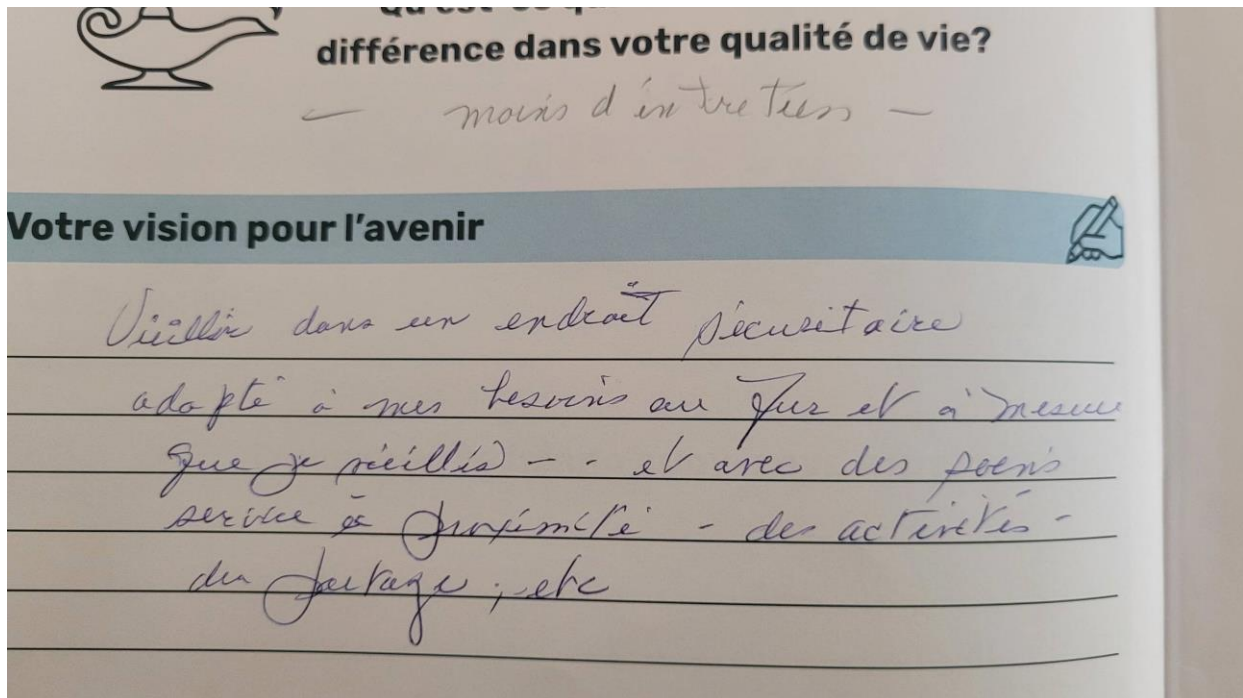 différence dans votre qualité de vie?
— moins d'entretien —
Votre vision pour l'avenir
Vieillir dans un endroit sécuritaire
adapté à mes besoins au fur et à mesure
que je vieillis - - et avec des soins
service à proximité - des activités -
du partage ; etc